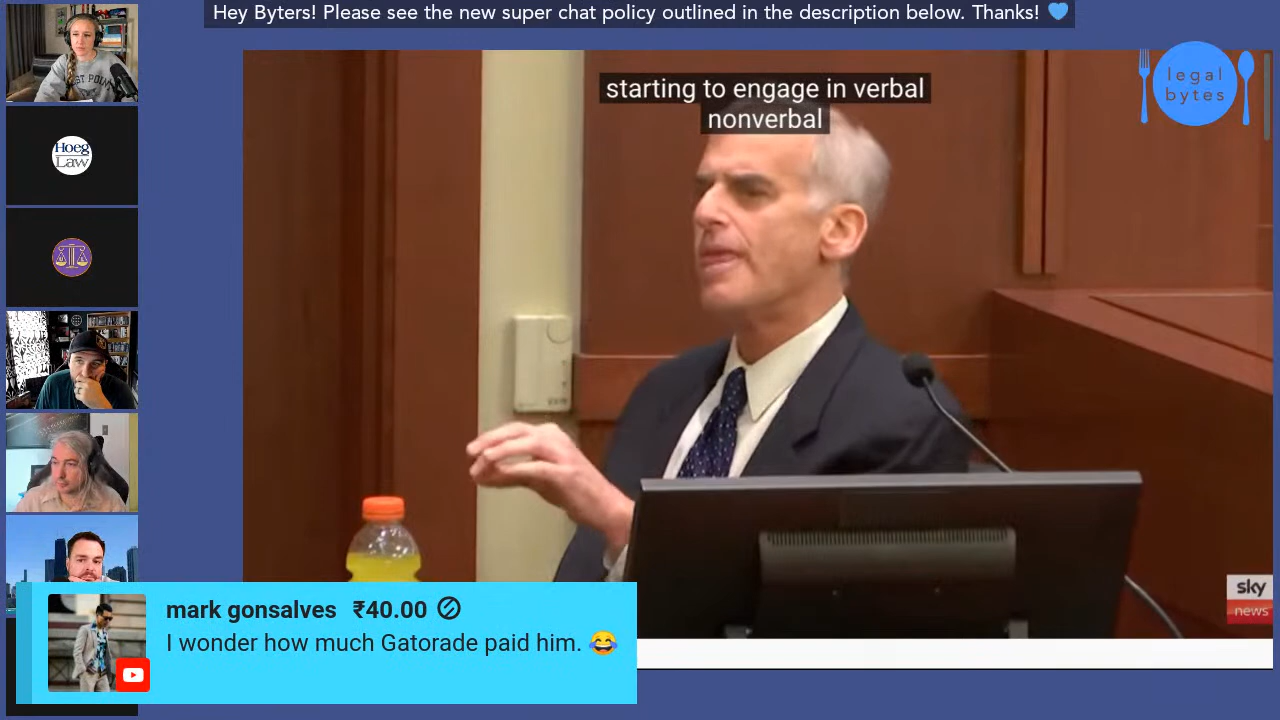 Hey Byters! Please see the new super chat policy outlined in the description below. Thanks! 💙
legal
bytes
starting to engage in verbal
nonverbal
Hoeg
Law
sky
news
mark gonsalves ₹40.00
I wonder how much Gatorade paid him. 😂